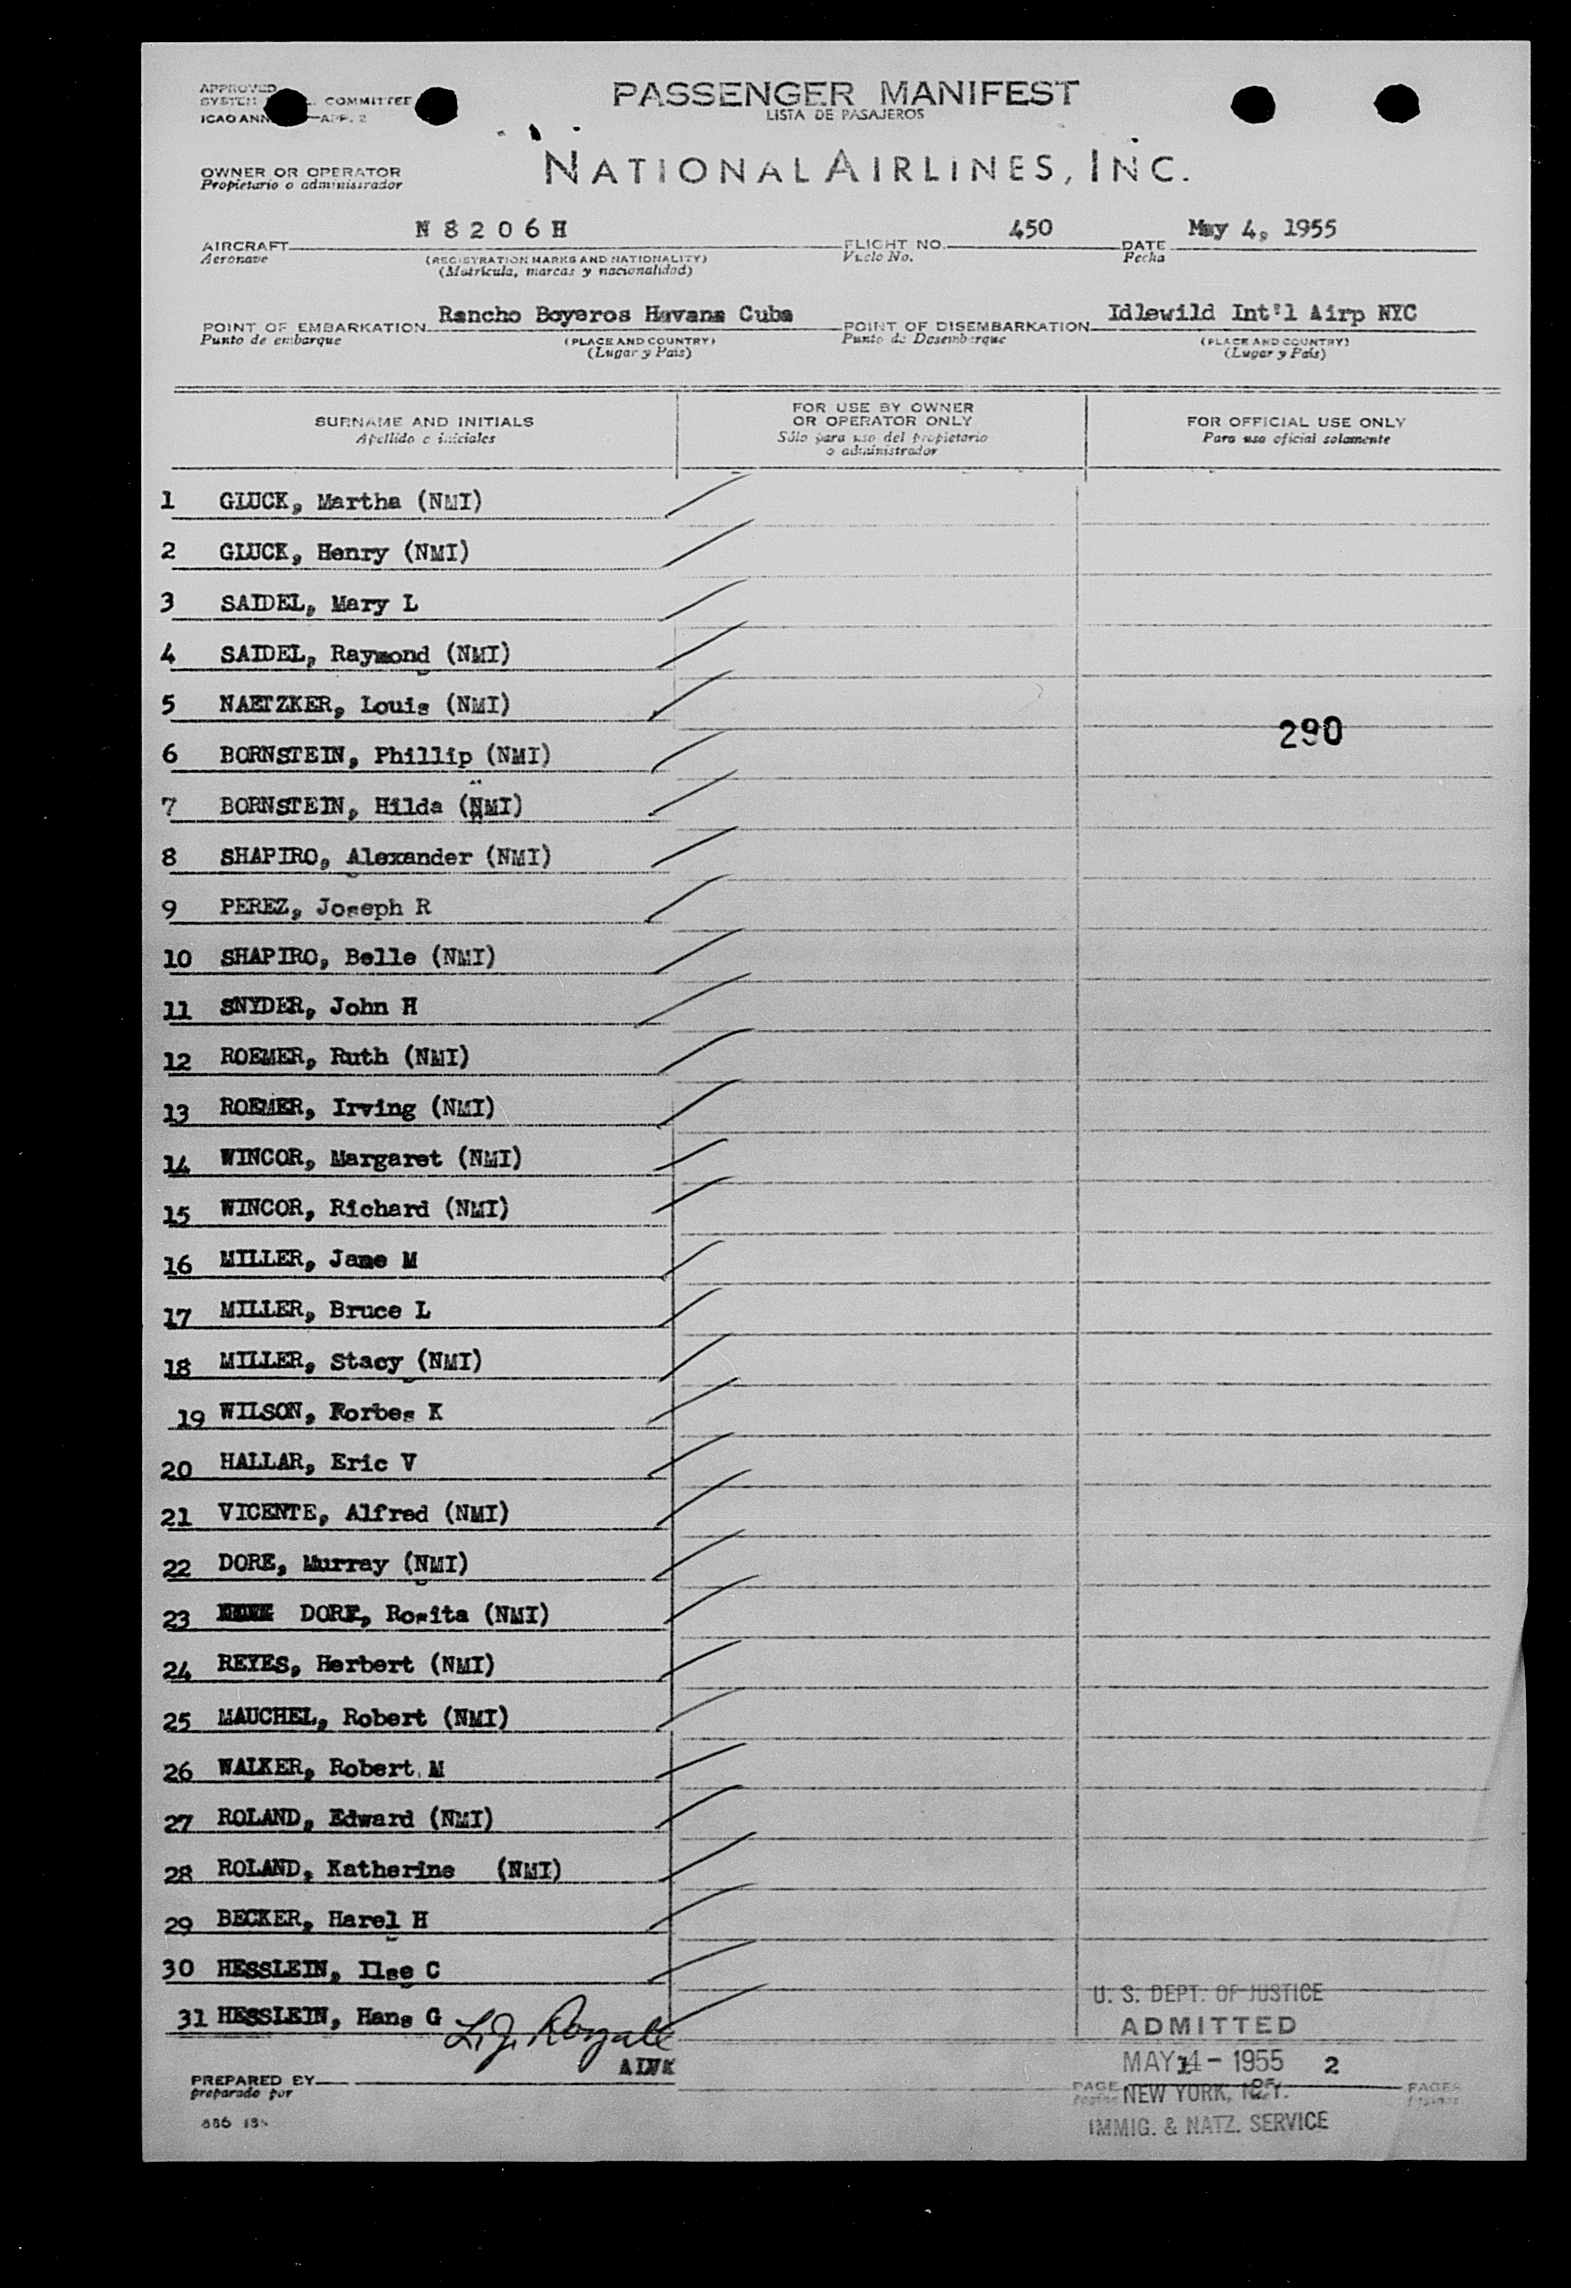 PASSENGER MANIFEST
LISTA DE PASAJEROS
APPROVED
SYSTEM COMMITTEE
ICAO ANN APP. 2
NATIONAL AIRLINES, INC.
OWNER OR OPERATOR
Propietario o administrador
AIRCRAFT N 8 2 0 6 H FLIGHT NO. 450 DATE May 4, 1955
Aeronave (REGISTRATION MARKS AND NATIONALITY) Vuelo No. Fecha
(Matrícula, marcas y nacionalidad)
POINT OF EMBARKATION Rancho Boyeros Havana Cuba POINT OF DISEMBARKATION Idlewild Int'l Airp NYC
Punto de embarque (PLACE AND COUNTRY) Punto de Desembarque (PLACE AND COUNTRY)
(Lugar y País) (Lugar y País)
SURNAME AND INITIALS FOR USE BY OWNER OR OPERATOR ONLY FOR OFFICIAL USE ONLY
Apellido e iniciales Sólo para uso del propietario o administrador Para uso oficial solamente
1 GLUCK, Martha (NMI)
2 GLUCK, Henry (NMI)
3 SAIDEL, Mary L
4 SAIDEL, Raymond (NMI)
5 NAETZKER, Louis (NMI)
290
6 BORNSTEIN, Phillip (NMI)
7 BORNSTEIN, Hilda (NMI)
8 SHAPIRO, Alexander (NMI)
9 PEREZ, Joseph R
10 SHAPIRO, Belle (NMI)
11 SNYDER, John H
12 ROEMER, Ruth (NMI)
13 ROEMER, Irving (NMI)
14 WINCOR, Margaret (NMI)
15 WINCOR, Richard (NMI)
16 MILLER, Jane M
17 MILLER, Bruce L
18 MILLER, Stacy (NMI)
19 WILSON, Forbes K
20 HALLAR, Eric V
21 VICENTE, Alfred (NMI)
22 DORE, Murray (NMI)
23 DORE, Rosita (NMI)
24 REYES, Herbert (NMI)
25 MAUCHEL, Robert (NMI)
26 WALKER, Robert M
27 ROLAND, Edward (NMI)
28 ROLAND, Katherine (NMI)
29 BECKER, Harel H
30 HESSLEIN, Ilse C
31 HESSLEIN, Hans G
U. S. DEPT. OF JUSTICE
ADMITTED
MAY 4 - 1955
NEW YORK, N.Y.
IMMIG. & NATZ. SERVICE
PREPARED BY
preparado por
PAGE 1 OF 2 PAGES